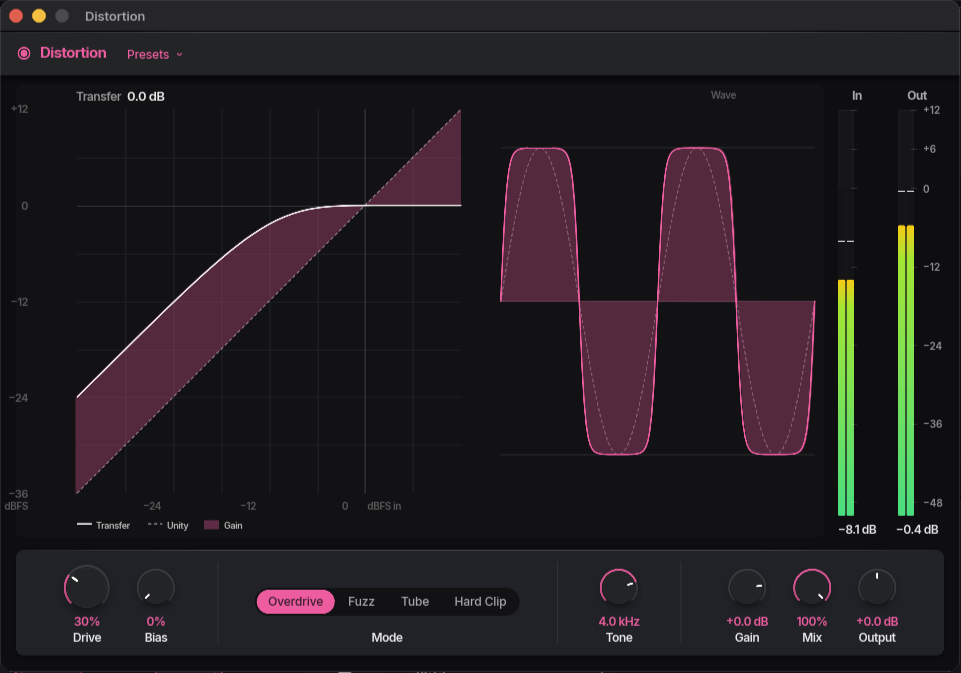 Distortion
Distortion Presets
Transfer 0.0 dB
Wave
In Out
+12
0
−12
−24
−36
dBFS
−24 −12 0 dBFS in
Transfer Unity Gain
+12
+6
0
−12
−24
−36
−48
−8.1 dB −0.4 dB
Overdrive Fuzz Tube Hard Clip
30% 0% 4.0 kHz +0.0 dB 100% +0.0 dB
Drive Bias Mode Tone Gain Mix Output